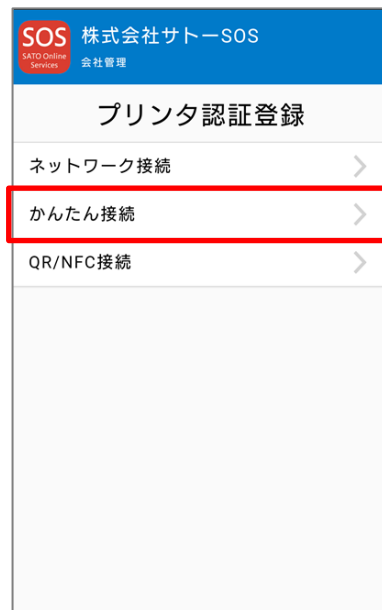 SOS
SATO Online
Services
株式会社サトーSOS
会社管理
プリンタ認証登録
ネットワーク接続
かんたん接続
QR/NFC接続